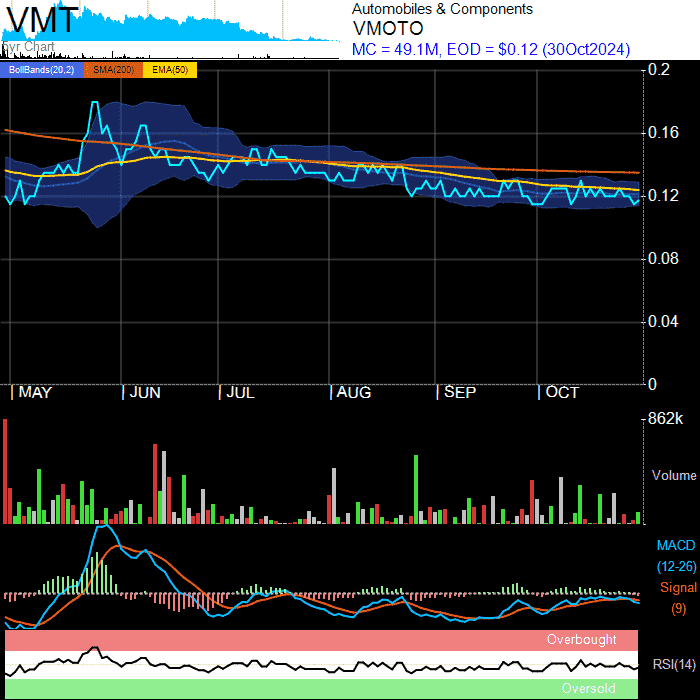 VMT
5yr Chart
Automobiles & Components
VMOTO
MC = 49.1M, EOD = $0.12 (30Oct2024)
BollBands(20,2) SMA(200) EMA(50)
0.2
0.16
0.12
0.08
0.04
0
MAY JUN JUL AUG SEP OCT
862k
Volume
MACD
(12-26)
Signal
(9)
Overbought
RSI(14)
Oversold